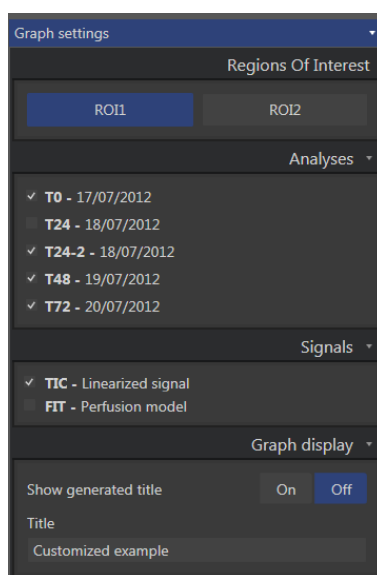 Graph settings
Regions Of Interest
ROI1 ROI2
Analyses
T0 - 17/07/2012
T24 - 18/07/2012
T24-2 - 18/07/2012
T48 - 19/07/2012
T72 - 20/07/2012
Signals
TIC - Linearized signal
FIT - Perfusion model
Graph display
Show generated title On Off
Title
Customized example